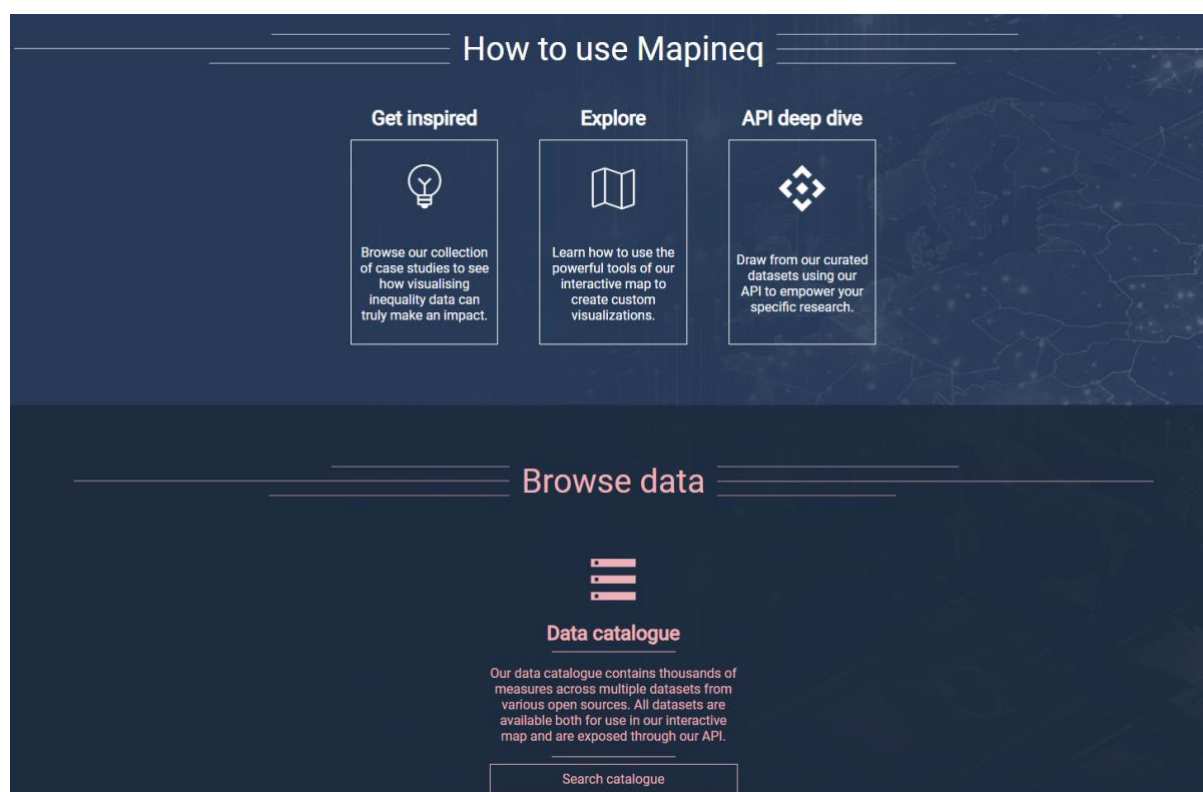 How to use Mapineq
Get inspired
Browse our collection
of case studies to see
how visualising
inequality data can
truly make an impact.
Explore
Learn how to use the
powerful tools of our
interactive map to
create custom
visualizations.
API deep dive
Draw from our curated
datasets using our
API to empower your
specific research.
Browse data
Data catalogue
Our data catalogue contains thousands of
measures across multiple datasets from
various open sources. All datasets are
available both for use in our interactive
map and are exposed through our API.
Search catalogue